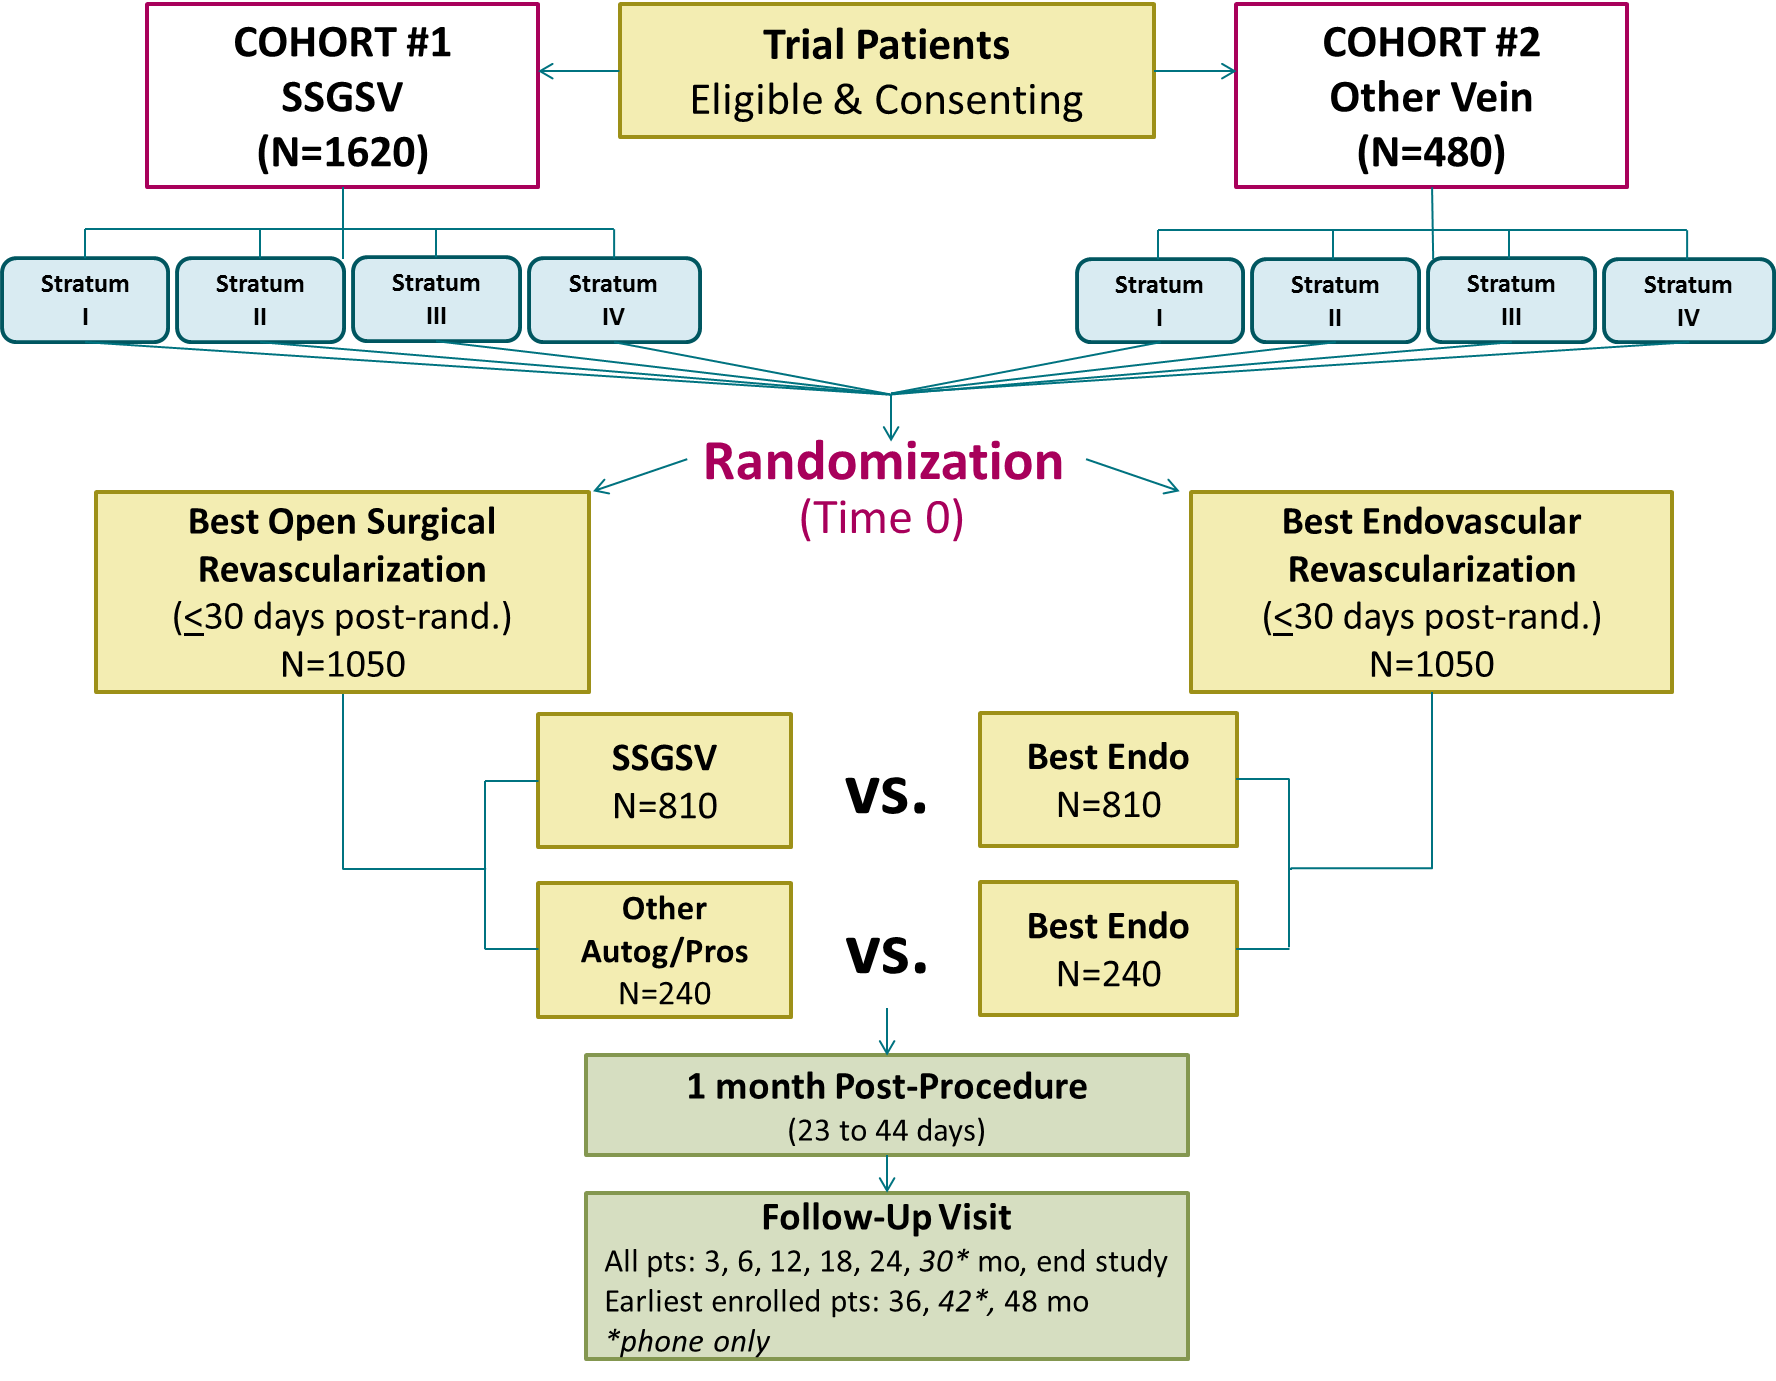 COHORT #1
SSGSV
(N=1620)
Trial Patients
Eligible & Consenting
COHORT #2
Other Vein
(N=480)
Stratum
I
Stratum
II
Stratum
III
Stratum
IV
Stratum
I
Stratum
II
Stratum
III
Stratum
IV
Randomization
(Time 0)
Best Open Surgical
Revascularization
(<30 days post-rand.)
N=1050
Best Endovascular
Revascularization
(<30 days post-rand.)
N=1050
SSGSV
N=810
vs.
Best Endo
N=810
Other
Autog/Pros
N=240
vs.
Best Endo
N=240
1 month Post-Procedure
(23 to 44 days)
Follow-Up Visit
All pts: 3, 6, 12, 18, 24, 30* mo, end study
Earliest enrolled pts: 36, 42*, 48 mo
*phone only